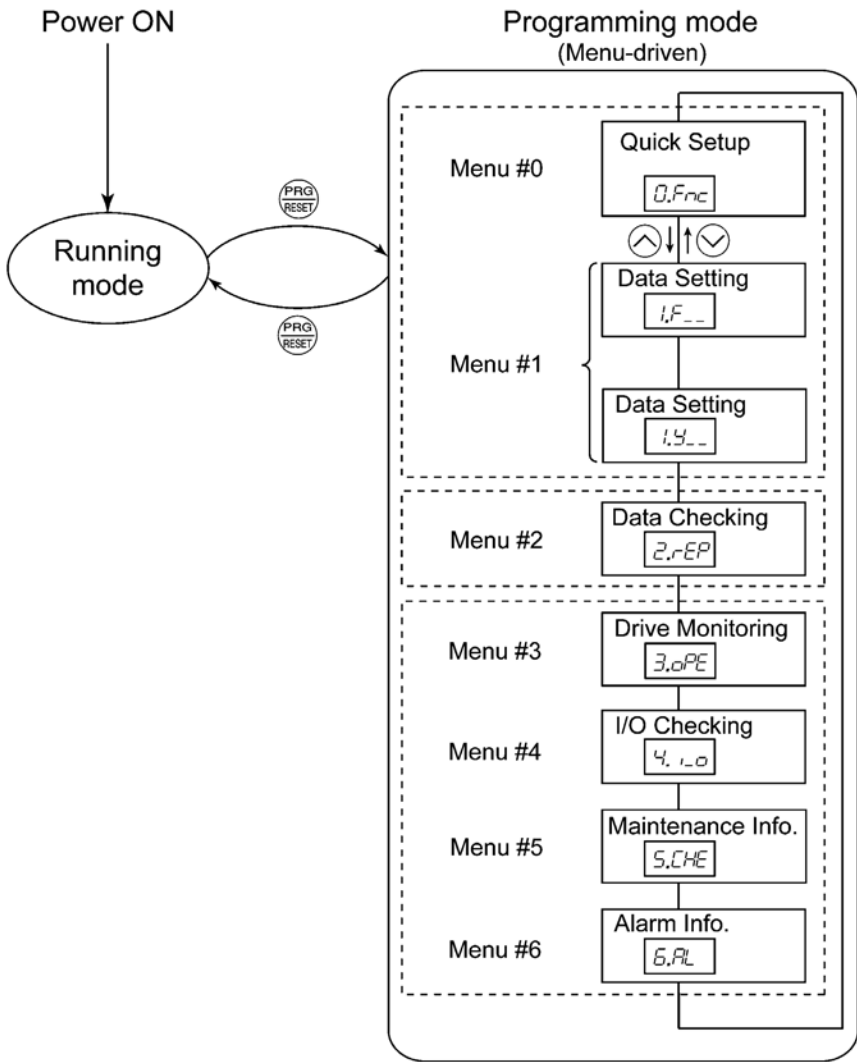 Power ON
Programming mode
(Menu-driven)
Menu #0
Quick Setup
0.Fnc
PRG
RESET
Running
mode
PRG
RESET
Menu #1
Data Setting
1.F__
Data Setting
1.y__
Menu #2
Data Checking
2.rEP
Menu #3
Drive Monitoring
3.oPE
Menu #4
I/O Checking
4.i_o
Menu #5
Maintenance Info.
5.CHE
Menu #6
Alarm Info.
6.AL